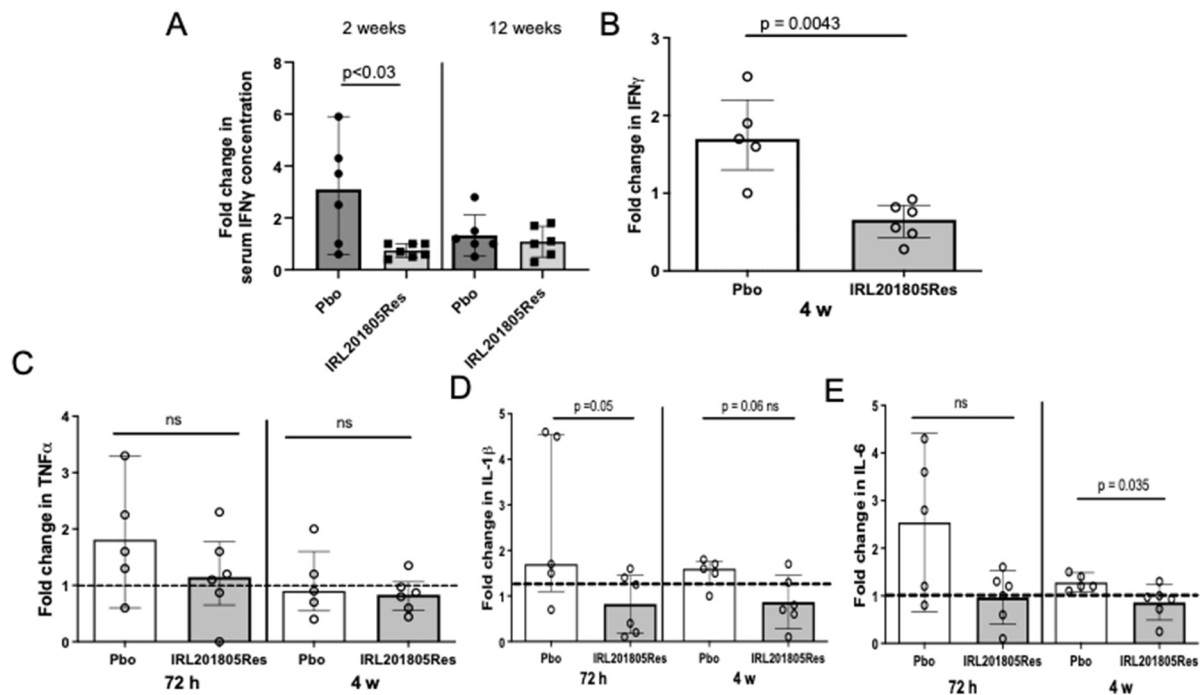 A
2 weeks
12 weeks
Fold change in
serum IFNγ concentration
8
6
4
2
0
p<0.03
Pbo
IRL201805Res
Pbo
IRL201805Res
B
p = 0.0043
Fold change in IFNγ
3
2
1
0
Pbo
IRL201805Res
4 w
C
Fold change in TNFα
4
3
2
1
0
ns
ns
Pbo
IRL201805Res
Pbo
IRL201805Res
72 h
4 w
D
Fold change in IL-1β
5
4
3
2
1
0
p =0.05
p = 0.06 ns
Pbo
IRL201805Res
Pbo
IRL201805Res
72 h
4 w
E
Fold change in IL-6
5
4
3
2
1
0
ns
p = 0.035
Pbo
IRL201805Res
Pbo
IRL201805Res
72 h
4 w